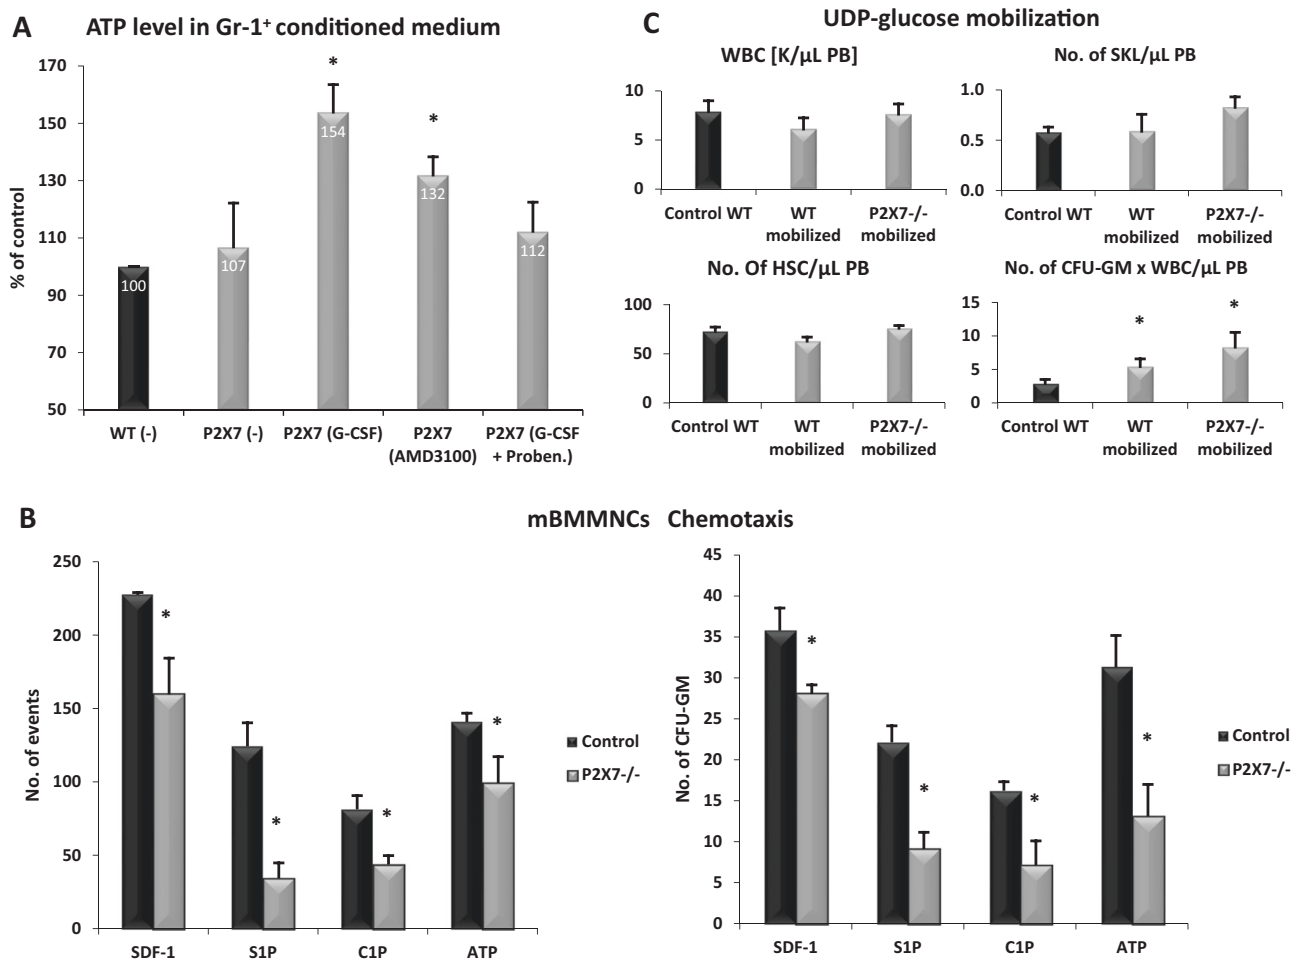 A
ATP level in Gr-1⁺ conditioned medium
170
150
130
110
90
70
50
% of control
*
*
100
107
154
132
112
WT (-)
P2X7 (-)
P2X7 (G-CSF)
P2X7
(AMD3100)
P2X7 (G-CSF
+ Proben.)
C
UDP-glucose mobilization
WBC [K/µL PB]
10
5
0
Control WT
WT
mobilized
P2X7-/-
mobilized
No. of SKL/µL PB
1.0
0.5
0.0
Control WT
WT
mobilized
P2X7-/-
mobilized
No. Of HSC/µL PB
100
50
0
Control WT
WT
mobilized
P2X7-/-
mobilized
No. of CFU-GM x WBC/µL PB
15
10
5
0
*
*
Control WT
WT
mobilized
P2X7-/-
mobilized
B
mBMMNCs Chemotaxis
250
200
150
100
50
0
No. of events
*
*
*
*
SDF-1
S1P
C1P
ATP
Control
P2X7-/-
45
40
35
30
25
20
15
10
5
0
No. of CFU-GM
*
*
*
*
SDF-1
S1P
C1P
ATP
Control
P2X7-/-